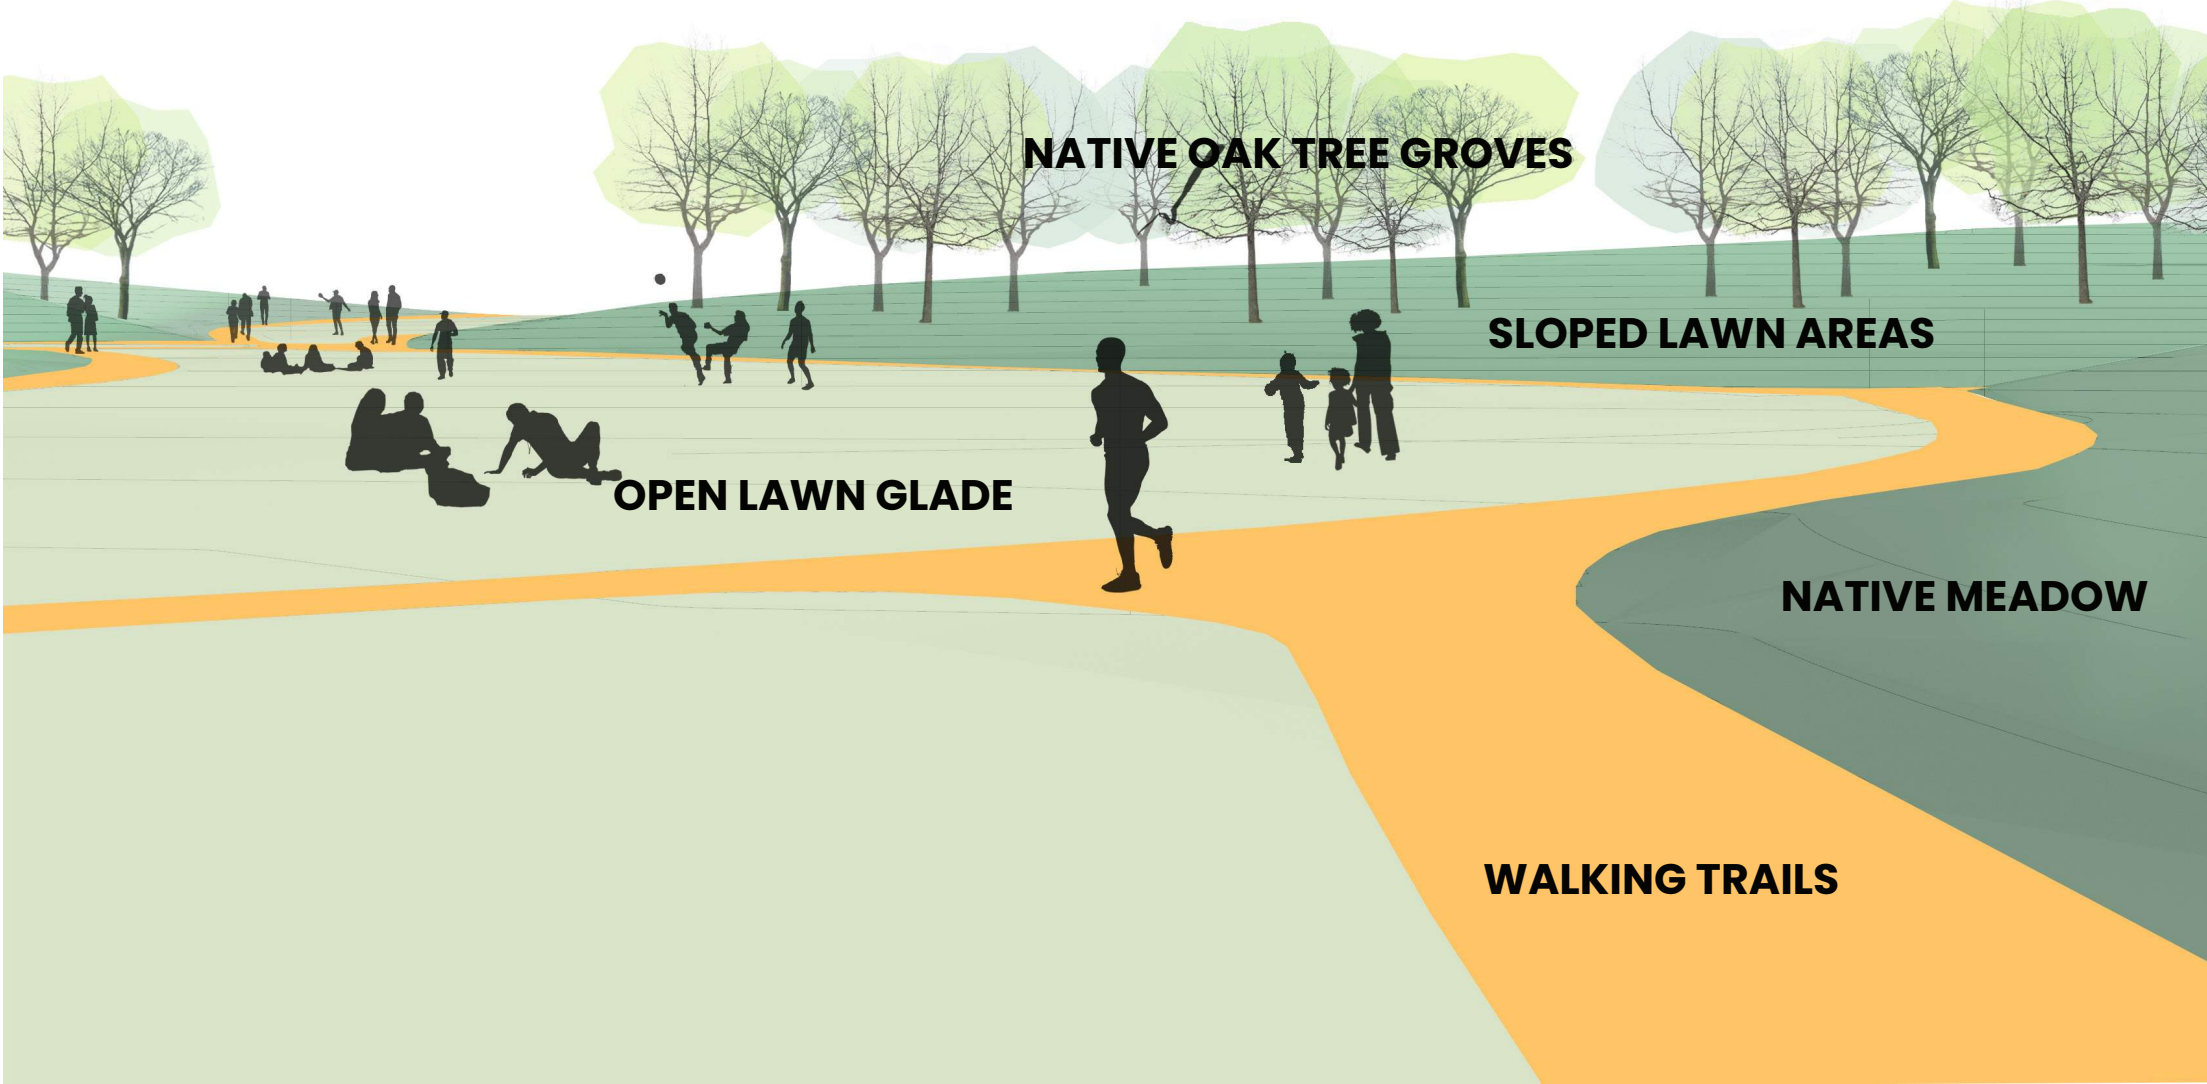 NATIVE OAK TREE GROVES
SLOPED LAWN AREAS
OPEN LAWN GLADE
NATIVE MEADOW
WALKING TRAILS